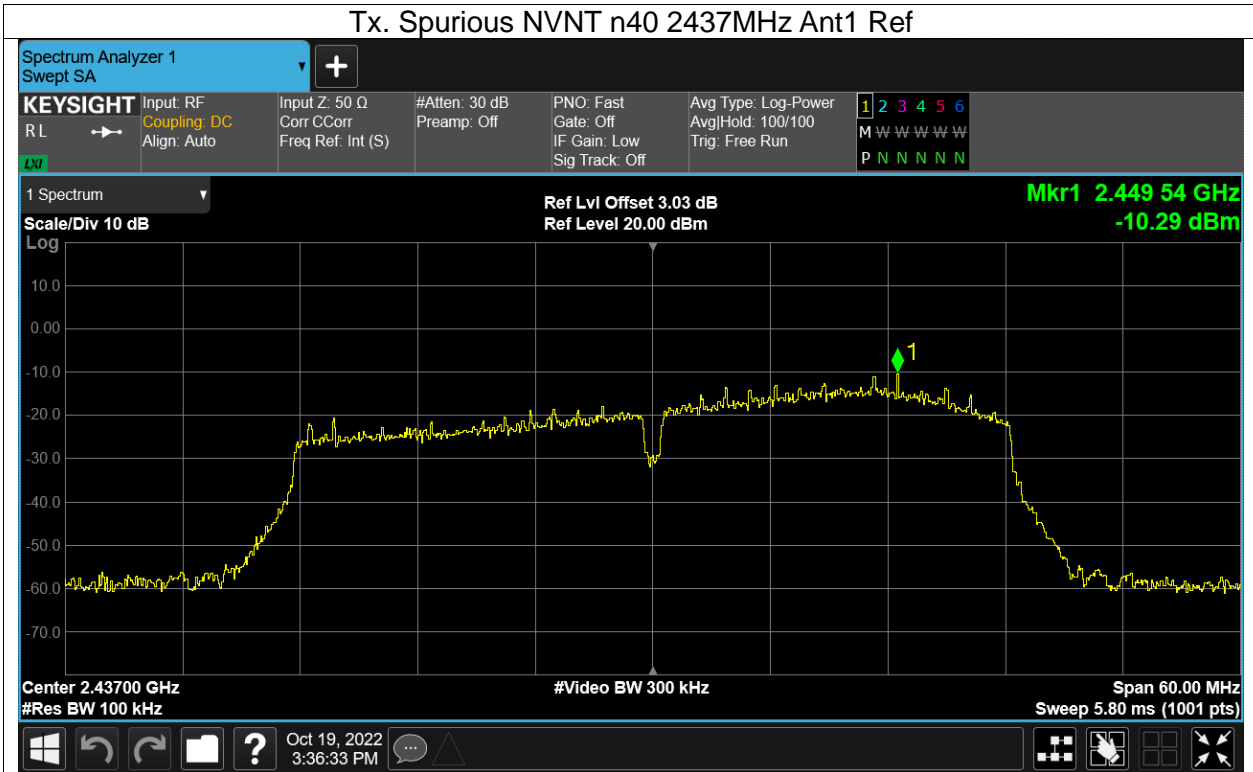 Tx. Spurious NVNT n40 2437MHz Ant1 Ref
Spectrum Analyzer 1
Swept SA
KEYSIGHT
R L
LXI
Input: RF
Coupling: DC
Align: Auto
Input Z: 50 Ω
Corr CCorr
Freq Ref: Int (S)
#Atten: 30 dB
Preamp: Off
PNO: Fast
Gate: Off
IF Gain: Low
Sig Track: Off
Avg Type: Log-Power
Avg|Hold: 100/100
Trig: Free Run
1 2 3 4 5 6
M W W W W W
P N N N N N
1 Spectrum
Scale/Div 10 dB
Log
Ref Lvl Offset 3.03 dB
Ref Level 20.00 dBm
Mkr1 2.449 54 GHz
-10.29 dBm
10.0
0.00
-10.0
-20.0
-30.0
-40.0
-50.0
-60.0
-70.0
1
Center 2.43700 GHz
#Res BW 100 kHz
#Video BW 300 kHz
Span 60.00 MHz
Sweep 5.80 ms (1001 pts)
?
Oct 19, 2022
3:36:33 PM